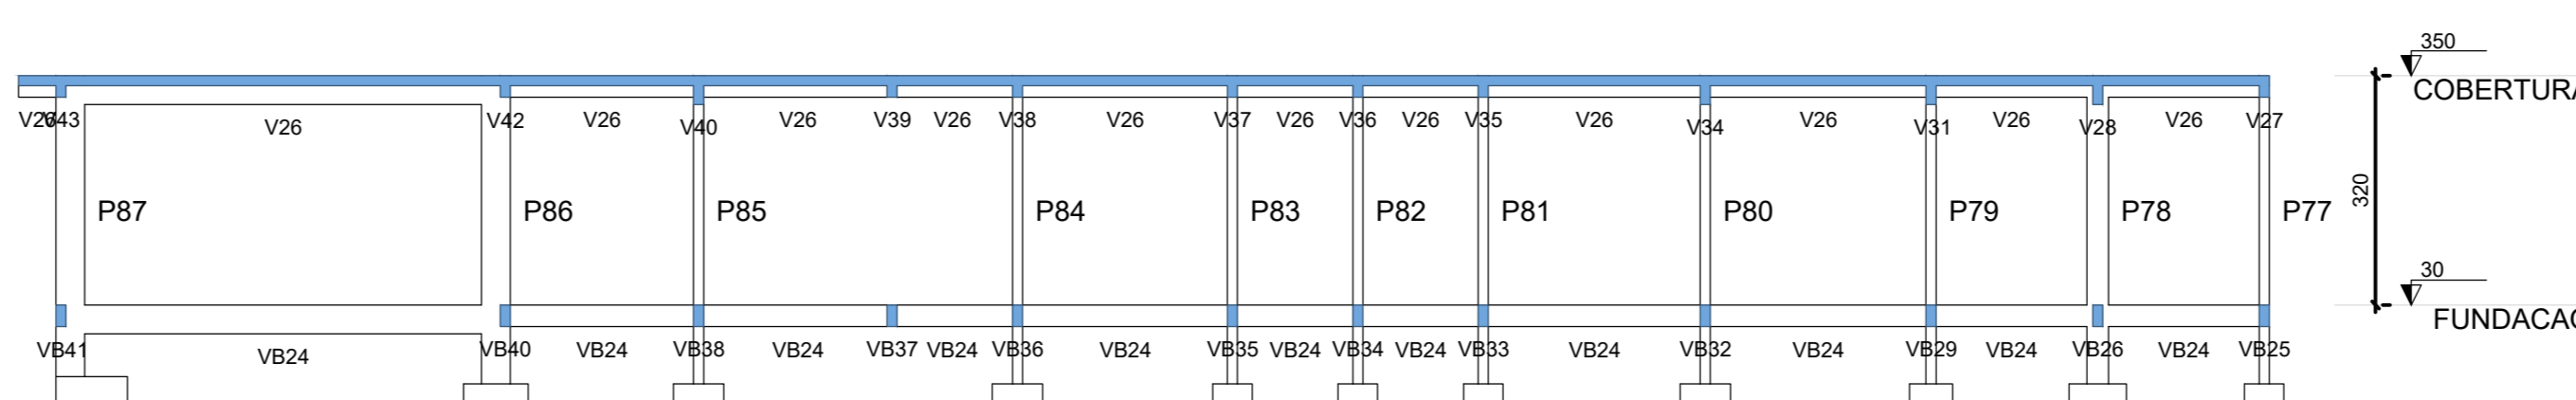 350
COBERTURA
V26 V43 V26 V42 V26 V40 V26 V39 V26 V38 V26 V37 V26 V36 V26 V35 V26 V34 V26 V31 V26 V28 V26 V27
P87 P86 P85 P84 P83 P82 P81 P80 P79 P78 P77
320
30
FUNDACAO
VB41 VB24 VB40 VB24 VB38 VB24 VB37 VB24 VB36 VB24 VB35 VB24 VB34 VB24 VB33 VB24 VB32 VB24 VB29 VB24 VB26 VB24 VB25